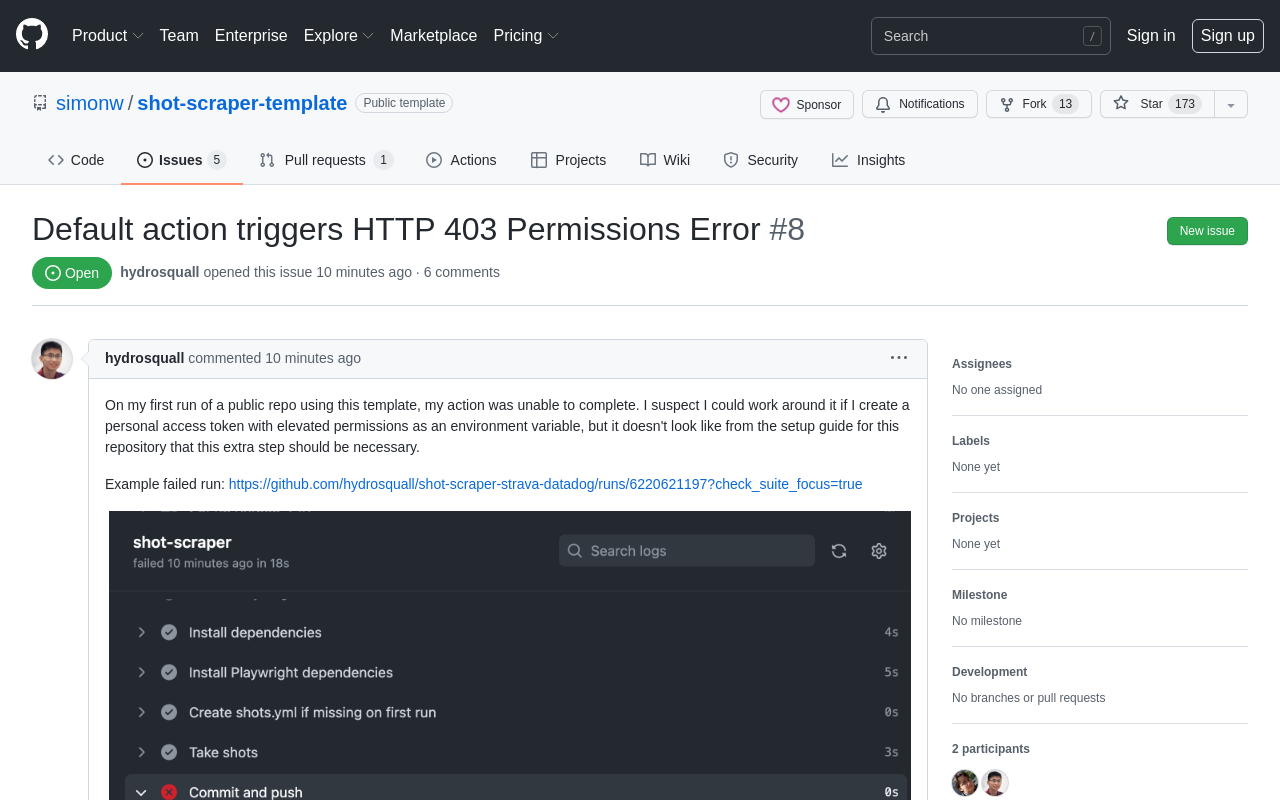 Product Team Enterprise Explore Marketplace Pricing Search / Sign in Sign up
simonw / shot-scraper-template Public template Sponsor Notifications Fork 13 Star 173
Code Issues 5 Pull requests 1 Actions Projects Wiki Security Insights
Default action triggers HTTP 403 Permissions Error #8 New issue
Open hydrosquall opened this issue 10 minutes ago · 6 comments
hydrosquall commented 10 minutes ago
On my first run of a public repo using this template, my action was unable to complete. I suspect I could work around it if I create a
personal access token with elevated permissions as an environment variable, but it doesn't look like from the setup guide for this
repository that this extra step should be necessary.
Example failed run: https://github.com/hydrosquall/shot-scraper-strava-datadog/runs/6220621197?check_suite_focus=true
shot-scraper
failed 10 minutes ago in 18s
Search logs
Install dependencies 4s
Install Playwright dependencies 5s
Create shots.yml if missing on first run 0s
Take shots 3s
Commit and push 0s
Assignees
No one assigned
Labels
None yet
Projects
None yet
Milestone
No milestone
Development
No branches or pull requests
2 participants